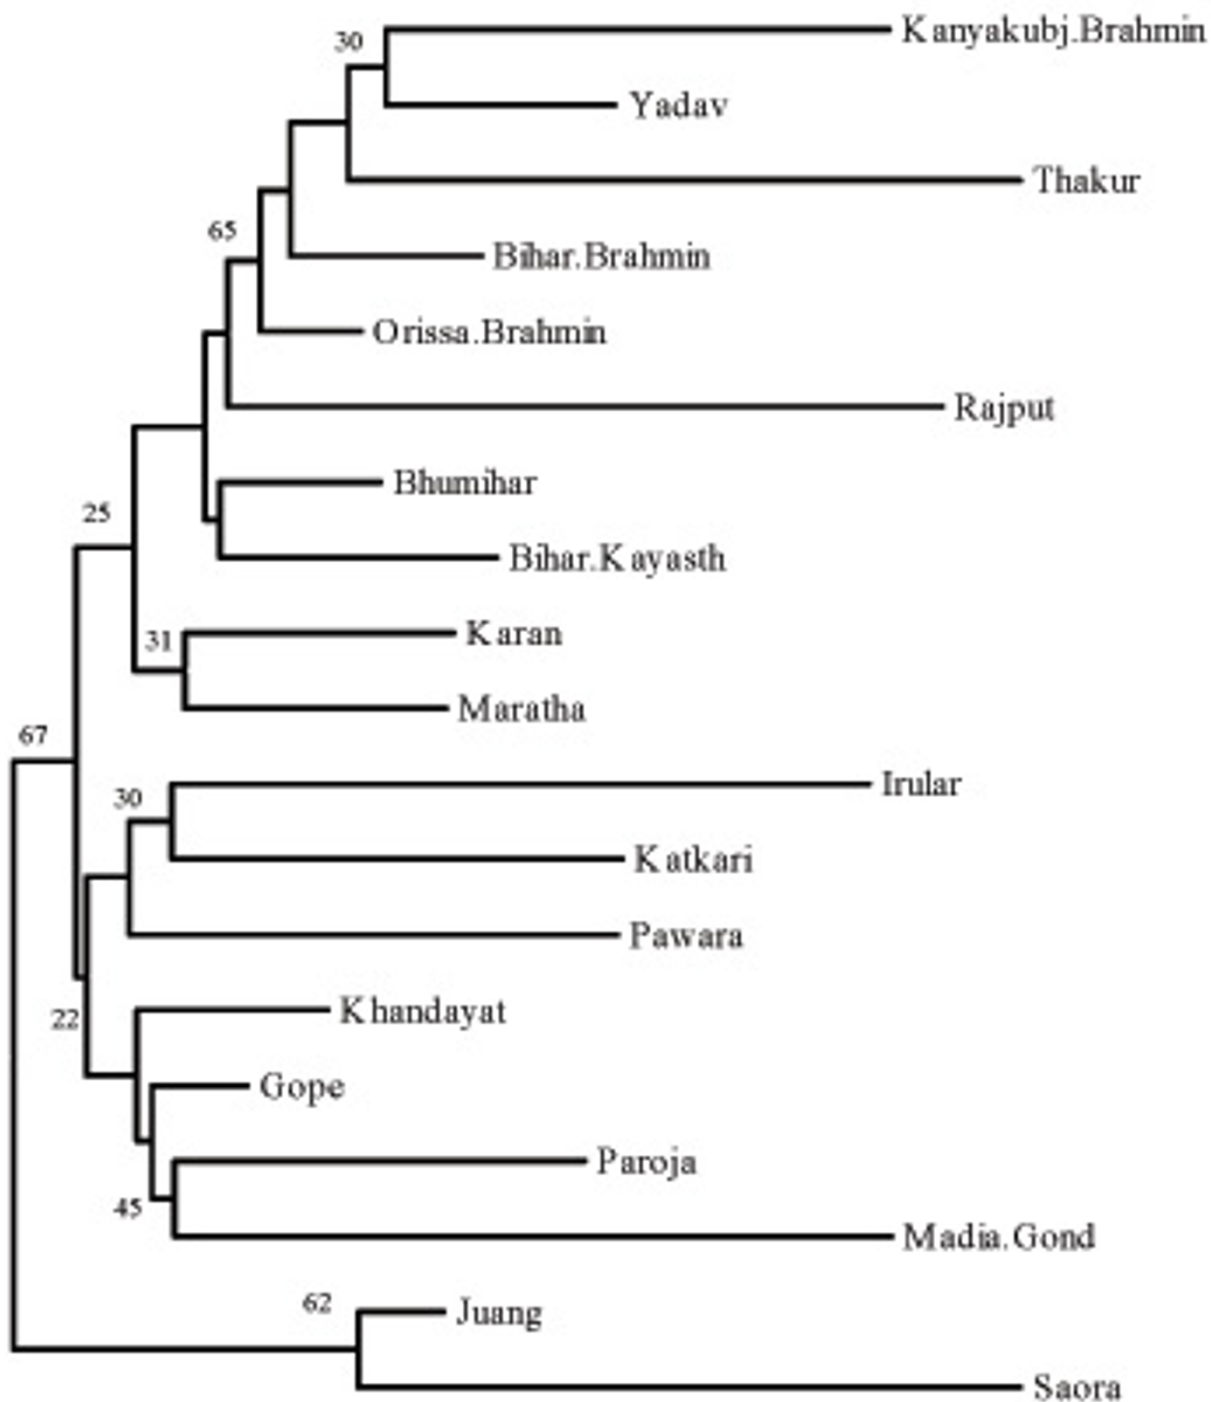 Kanyakubj.Brahmin
30
Yadav
Thakur
65
Bihar.Brahmin
Orissa.Brahmin
Rajput
Bhumihar
25
Bihar.Kayasth
Karan
31
Maratha
67
Irular
30
Katkari
Pawara
Khandayat
22
Gope
Paroja
45
Madia.Gond
62
Juang
Saora